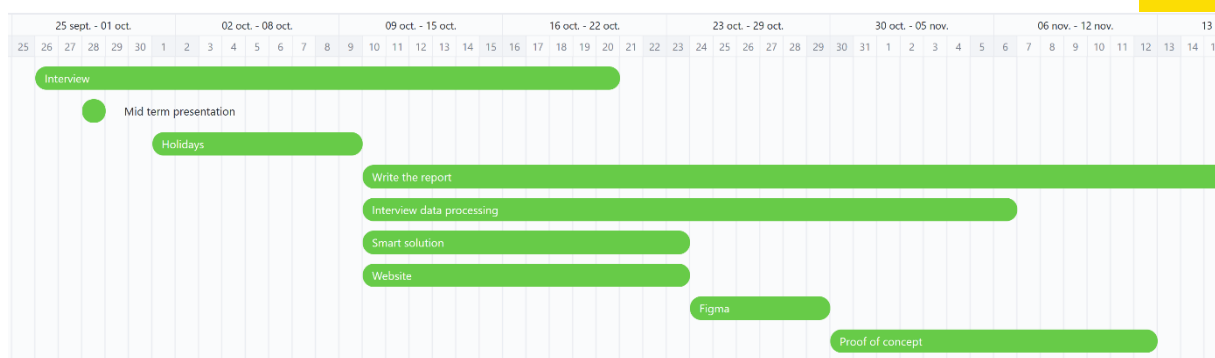 25 sept. - 01 oct. 02 oct. - 08 oct. 09 oct. - 15 oct. 16 oct. - 22 oct. 23 oct. - 29 oct. 30 oct. - 05 nov. 06 nov. - 12 nov. 13
25 26 27 28 29 30 1 2 3 4 5 6 7 8 9 10 11 12 13 14 15 16 17 18 19 20 21 22 23 24 25 26 27 28 29 30 31 1 2 3 4 5 6 7 8 9 10 11 12 13 14 1
Interview
Mid term presentation
Holidays
Write the report
Interview data processing
Smart solution
Website
Figma
Proof of concept